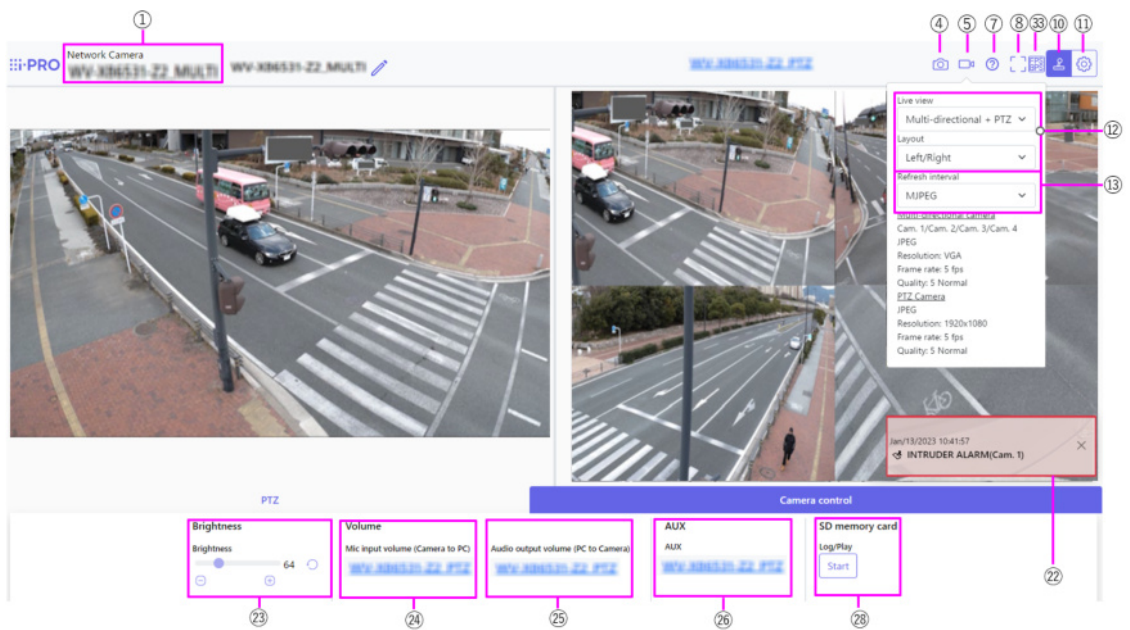 ① ④ ⑤ ⑦ ⑧ ㉝ ⑩ ⑪
i-PRO
Network Camera
WV-X86531-Z2_MULTI WV-X86531-Z2_MULTI
WV-X86531-Z2_PTZ
Live view
Multi-directional + PTZ
⑫
Layout
Left/Right
Refresh interval
⑬
MJPEG
Multi-directional Camera
Cam. 1/Cam. 2/Cam. 3/Cam. 4
JPEG
Resolution: VGA
Frame rate: 5 fps
Quality: 5 Normal
PTZ Camera
JPEG
Resolution: 1920x1080
Frame rate: 5 fps
Quality: 5 Normal
Jan/13/2023 10:41:57
INTRUDER ALARM(Cam. 1)
PTZ
Camera control
㉒
Brightness
Brightness
64
Volume
Mic input volume (Camera to PC)
WV-X86531-Z2_PTZ
Audio output volume (PC to Camera)
WV-X86531-Z2_PTZ
AUX
AUX
WV-X86531-Z2_PTZ
SD memory card
Log/Play
Start
㉓ ㉔ ㉕ ㉖ ㉘